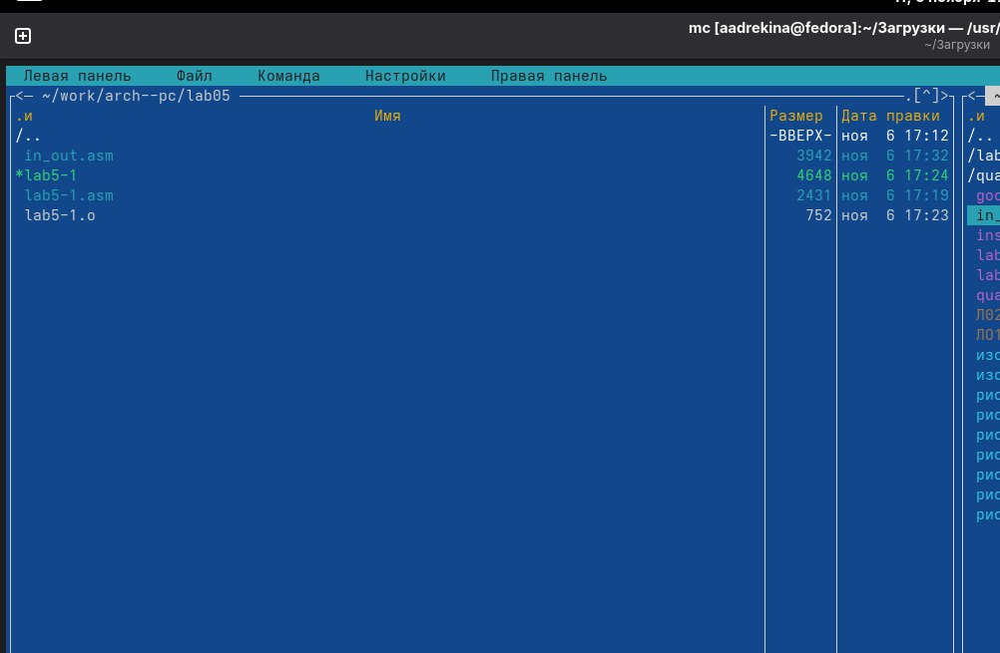 mc [aadrekina@fedora]:~/Загрузки — /usr/
~/Загрузки
Левая панель Файл Команда Настройки Правая панель
<— ~/work/arch--pc/lab05 .[^]> <—
.и Имя Размер Дата правки .и
/.. -ВВЕРХ- ноя 6 17:12 /..
in_out.asm 3942 ноя 6 17:32 /lab
*lab5-1 4648 ноя 6 17:24 /qua
lab5-1.asm 2431 ноя 6 17:19 goo
lab5-1.o 752 ноя 6 17:23 in_
ins
lab
lab
qua
Л02
Л01
изо
изо
рис
рис
рис
рис
рис
рис
рис